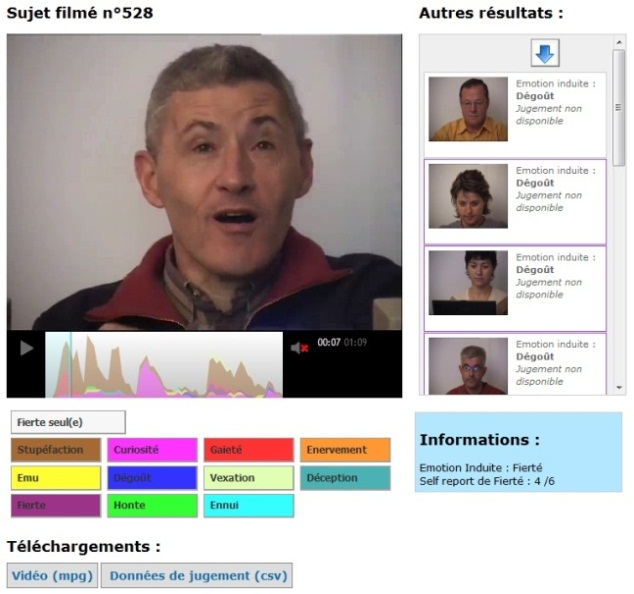 Sujet filmé n°528
00:07 01:09
Autres résultats :
Emotion induite :
Dégoût
Jugement non
disponible
Emotion induite :
Dégoût
Jugement non
disponible
Emotion induite :
Dégoût
Jugement non
disponible
Emotion induite :
Dégoût
Jugement non
disponible
Fierte seul(e)
Stupéfaction Curiosité Gaieté Enervement
Emu Dégoût Vexation Déception
Fierte Honte Ennui
Informations :
Emotion Induite : Fierté
Self report de Fierté : 4 /6
Téléchargements :
Vidéo (mpg) Données de jugement (csv)